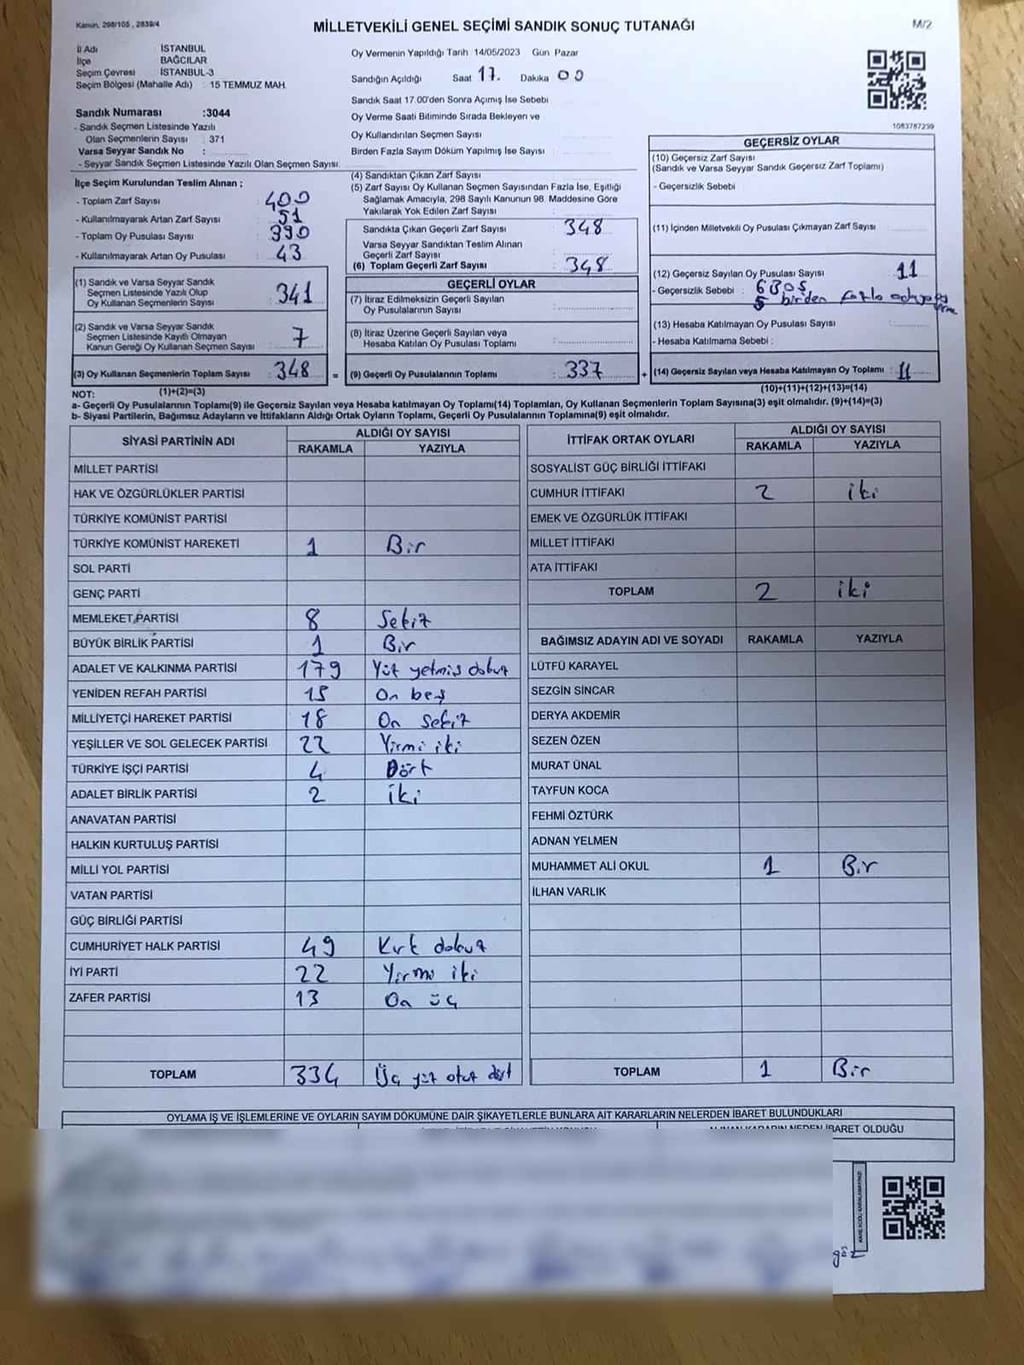 Kanun, 298/105 , 2839/4
MİLLETVEKİLİ GENEL SEÇİMİ SANDIK SONUÇ TUTANAĞI
M/2
İl Adı İSTANBUL
İlçe BAĞCILAR
Seçim Çevresi İSTANBUL-3
Seçim Bölgesi (Mahalle Adı) : 15 TEMMUZ MAH.
Sandık Numarası :3044
- Sandık Seçmen Listesinde Yazılı
Olan Seçmenlerin Sayısı : 371
Varsa Seyyar Sandık No :
- Seyyar Sandık Seçmen Listesinde Yazılı Olan Seçmen Sayısı.
Oy Vermenin Yapıldığı Tarih 14/05/2023 Gün Pazar
Sandığın Açıldığı Saat 17. Dakika 00
Sandık Saat 17.00'den Sonra Açımış İse Sebebi
Oy Verme Saati Bitiminde Sırada Bekleyen ve
Oy Kullandırılan Seçmen Sayısı
Birden Fazla Sayım Döküm Yapılmış İse Sayısı
1083787239
İlçe Seçim Kurulundan Teslim Alınan ;
- Toplam Zarf Sayısı 400
- Kullanılmayarak Artan Zarf Sayısı 51
- Toplam Oy Pusulası Sayısı 390
- Kullanılmayarak Artan Oy Pusulası 43
(1) Sandık ve Varsa Seyyar Sandık
Seçmen Listesinde Yazılı Olup
Oy Kullanan Seçmenlerin Sayısı : 341
(2) Sandık ve Varsa Seyyar Sandık
Seçmen Listesinde Kayıtlı Olmayan
Kanun Gereği Oy Kullanan Seçmen Sayısı : 7
(3) Oy Kullanan Seçmenlerin Toplam Sayısı : 348 =
(4) Sandıktan Çıkan Zarf Sayısı
(5) Zarf Sayısı Oy Kullanan Seçmen Sayısından Fazla İse, Eşitliği
Sağlamak Amacıyla, 298 Sayılı Kanunun 98. Maddesine Göre
Yakılarak Yok Edilen Zarf Sayısı :
Sandıkta Çıkan Geçerli Zarf Sayısı : 348
Varsa Seyyar Sandıktan Teslim Alınan
Geçerli Zarf Sayısı :
(6) Toplam Geçerli Zarf Sayısı : 348
GEÇERLİ OYLAR
(7) İtiraz Edilmeksizin Geçerli Sayılan
Oy Pusulalarının Sayısı :
(8) İtiraz Üzerine Geçerli Sayılan veya
Hesaba Katılan Oy Pusulası Toplamı :
(9) Geçerli Oy Pusulalarının Toplamı : 337 +
GEÇERSİZ OYLAR
(10) Geçersiz Zarf Sayısı
(Sandık ve Varsa Seyyar Sandık Geçersiz Zarf Toplamı)
- Geçersizlik Sebebi
(11) İçinden Milletvekili Oy Pusulası Çıkmayan Zarf Sayısı
(12) Geçersiz Sayılan Oy Pusulası Sayısı 11
- Geçersizlik Sebebi : 6 BOŞ
5 birden fazla
(13) Hesaba Katılmayan Oy Pusulası Sayısı
- Hesaba Katılmama Sebebi :
(14) Geçersiz Sayılan veya Hesaba Katılmayan Oy Toplamı : 11
NOT: (1)+(2)=(3) (10)+(11)+(12)+(13)=(14)
a- Geçerli Oy Pusulalarının Toplamı(9) ile Geçersiz Sayılan veya Hesaba Katılmayan Oy Toplamı(14) Toplamları, Oy Kullanan Seçmenlerin Toplam Sayısına(3) eşit olmalıdır. (9)+(14)=(3)
b- Siyasi Partilerin, Bağımsız Adayların ve İttifakların Aldığı Ortak Oyların Toplamı, Geçerli Oy Pusulalarının Toplamına(9) eşit olmalıdır.
SİYASİ PARTİNİN ADI ALDIĞI OY SAYISI
RAKAMLA YAZIYLA
MİLLET PARTİSİ
HAK VE ÖZGÜRLÜKLER PARTİSİ
TÜRKİYE KOMÜNİST PARTİSİ
TÜRKİYE KOMÜNİST HAREKETİ 1 Bir
SOL PARTİ
GENÇ PARTİ
MEMLEKET PARTİSİ 8 Sekiz
BÜYÜK BİRLİK PARTİSİ 1 Bir
ADALET VE KALKINMA PARTİSİ 179 Yüz yetmiş dokuz
YENİDEN REFAH PARTİSİ 15 On beş
MİLLİYETÇİ HAREKET PARTİSİ 18 On sekiz
YEŞİLLER VE SOL GELECEK PARTİSİ 22 Yirmi iki
TÜRKİYE İŞÇİ PARTİSİ 4 Dört
ADALET BİRLİK PARTİSİ 2 iki
ANAVATAN PARTİSİ
HALKIN KURTULUŞ PARTİSİ
MİLLİ YOL PARTİSİ
VATAN PARTİSİ
GÜÇ BİRLİĞİ PARTİSİ
CUMHURİYET HALK PARTİSİ 49 Kırk dokuz
İYİ PARTİ 22 Yirmi iki
ZAFER PARTİSİ 13 On üç
TOPLAM 334 Üç yüz otuz dört
İTTİFAK ORTAK OYLARI ALDIĞI OY SAYISI
RAKAMLA YAZIYLA
SOSYALİST GÜÇ BİRLİĞİ İTTİFAKI
CUMHUR İTTİFAKI 2 iki
EMEK VE ÖZGÜRLÜK İTTİFAKI
MİLLET İTTİFAKI
ATA İTTİFAKI
TOPLAM 2 iki
BAĞIMSIZ ADAYIN ADI VE SOYADI RAKAMLA YAZIYLA
LÜTFÜ KARAYEL
SEZGİN SİNCAR
DERYA AKDEMİR
SEZEN ÖZEN
MURAT ÜNAL
TAYFUN KOCA
FEHMİ ÖZTÜRK
ADNAN YELMEN
MUHAMMET ALİ OKUL 1 Bir
İLHAN VARLIK
TOPLAM 1 Bir
OYLAMA İŞ VE İŞLEMLERİNE VE OYLARIN SAYIM DÖKÜMÜNE DAİR ŞİKAYETLERLE BUNLARA AİT KARARLARIN NELERDEN İBARET BULUNDUKLARI
ALINAN KARARIN NEDEN İBARET OLDUĞU